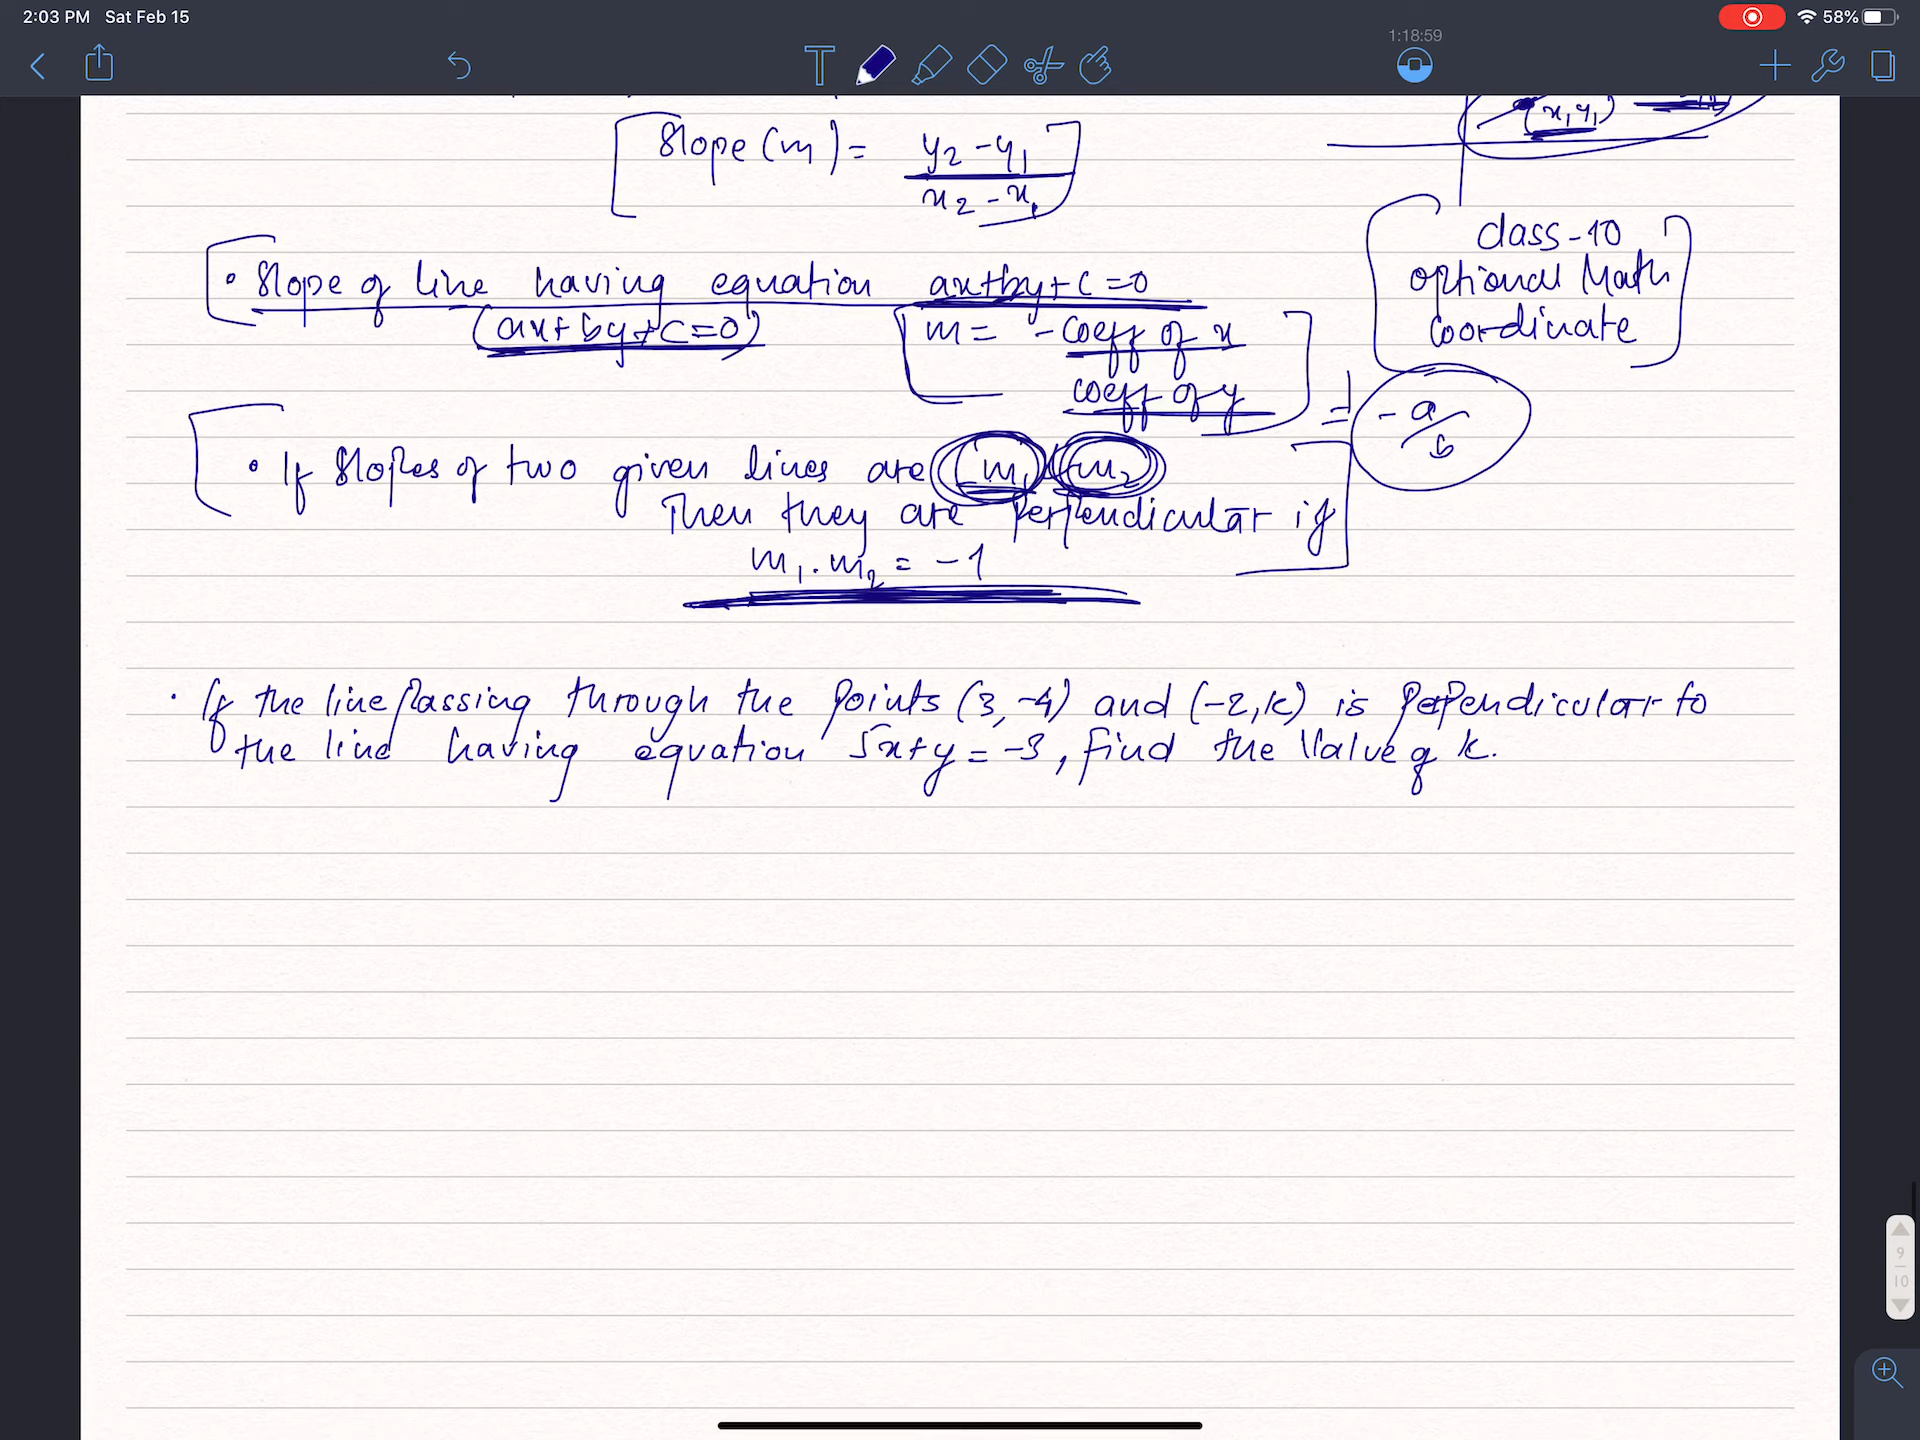 2:03 PM Sat Feb 15
58%
1:18:59
(x₁y₁)
Slope (m) = y₂ - y₁
x₂ - x₁
class-10
optional Math
Coordinate
• Slope of line having equation ax+by+c=0
(ax+by+c=0)
m = - coeff of x
coeff of y
= - a/b
• If Slopes of two given lines are (m₁) (m₂)
Then they are Perpendicular if
m₁ . m₂ = -1
• If the line Passing through the Points (3,-4) and (-2,k) is Perpendicular to
the line having equation 5x+y = -3, find the Value of k.
9
10